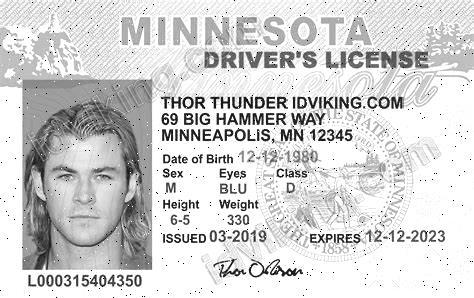 MINNESOTA
DRIVER'S LICENSE
THOR THUNDER IDVIKING.COM
69 BIG HAMMER WAY
MINNEAPOLIS, MN 12345
Date of Birth 12-12-1980
Sex Eyes Class
M BLU D
Height Weight
6-5 330
ISSUED 03-2019 EXPIRES 12-12-2023
Thor Odinson
L000315404350